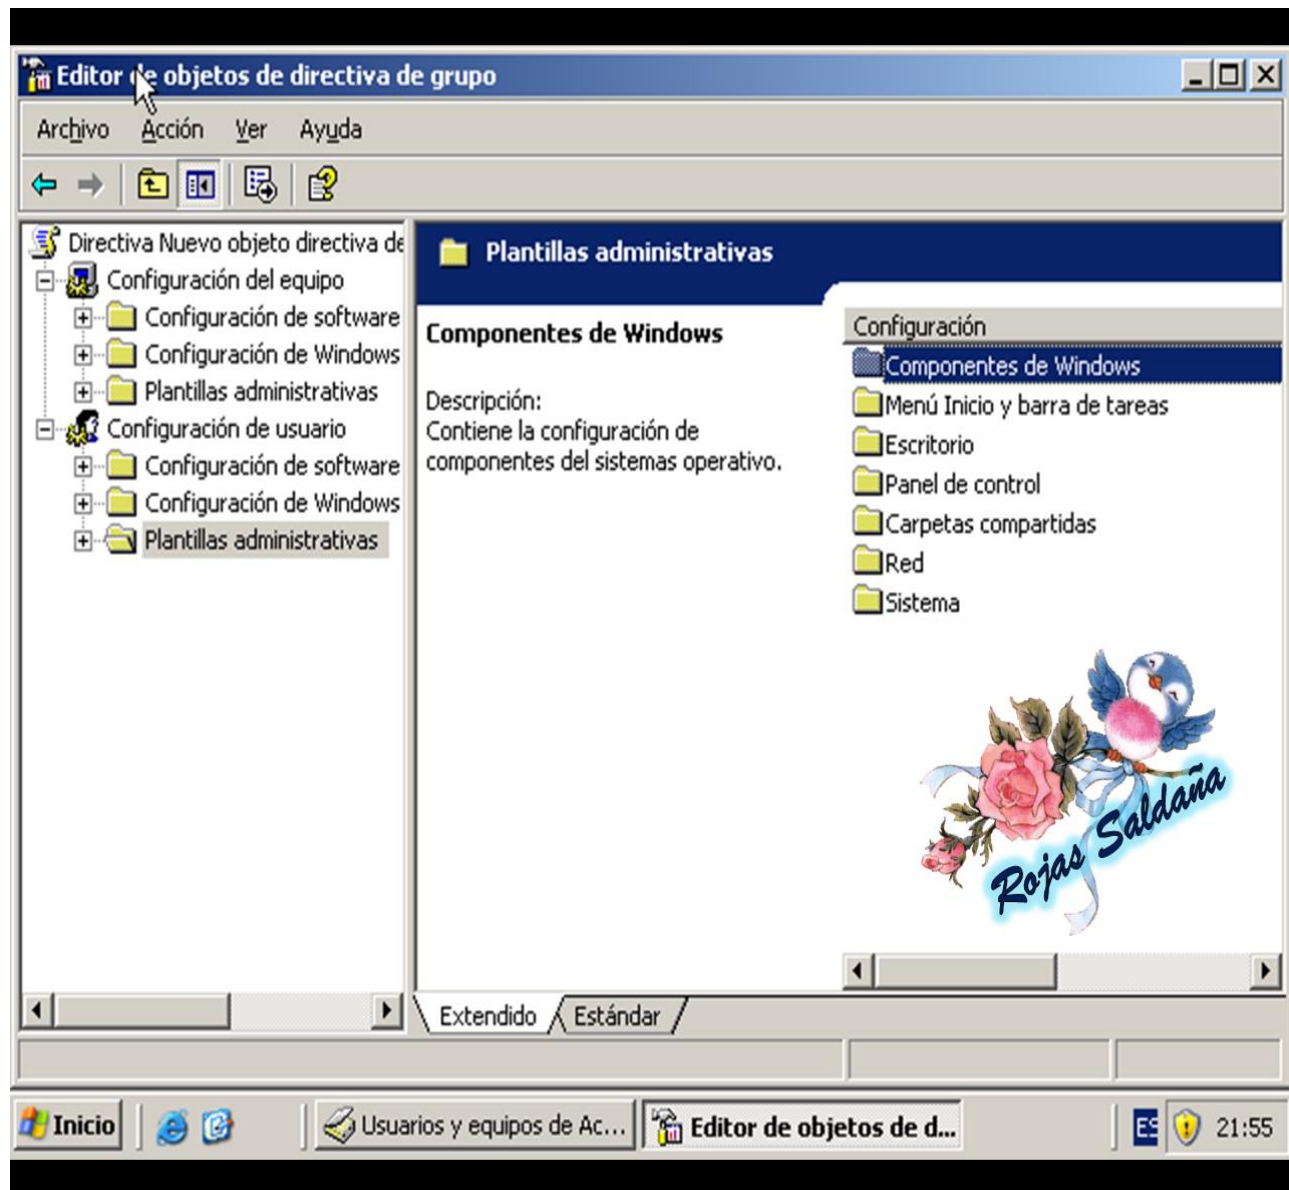 Editor de objetos de directiva de grupo
Archivo Acción Ver Ayuda
Directiva Nuevo objeto directiva de
Configuración del equipo
Configuración de software
Configuración de Windows
Plantillas administrativas
Configuración de usuario
Configuración de software
Configuración de Windows
Plantillas administrativas
Plantillas administrativas
Componentes de Windows
Descripción:
Contiene la configuración de
componentes del sistemas operativo.
Configuración
Componentes de Windows
Menú Inicio y barra de tareas
Escritorio
Panel de control
Carpetas compartidas
Red
Sistema
Rojas Saldaña
Extendido Estándar
Inicio Usuarios y equipos de Ac... Editor de objetos de d... ES 21:55